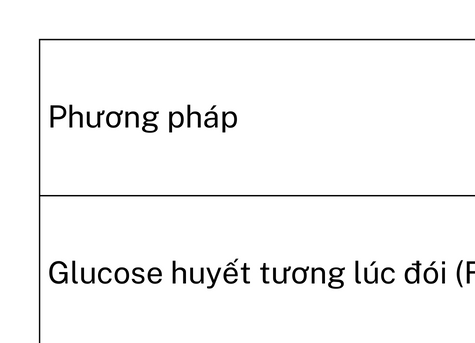 Phương pháp
Glucose huyết tương lúc đói (